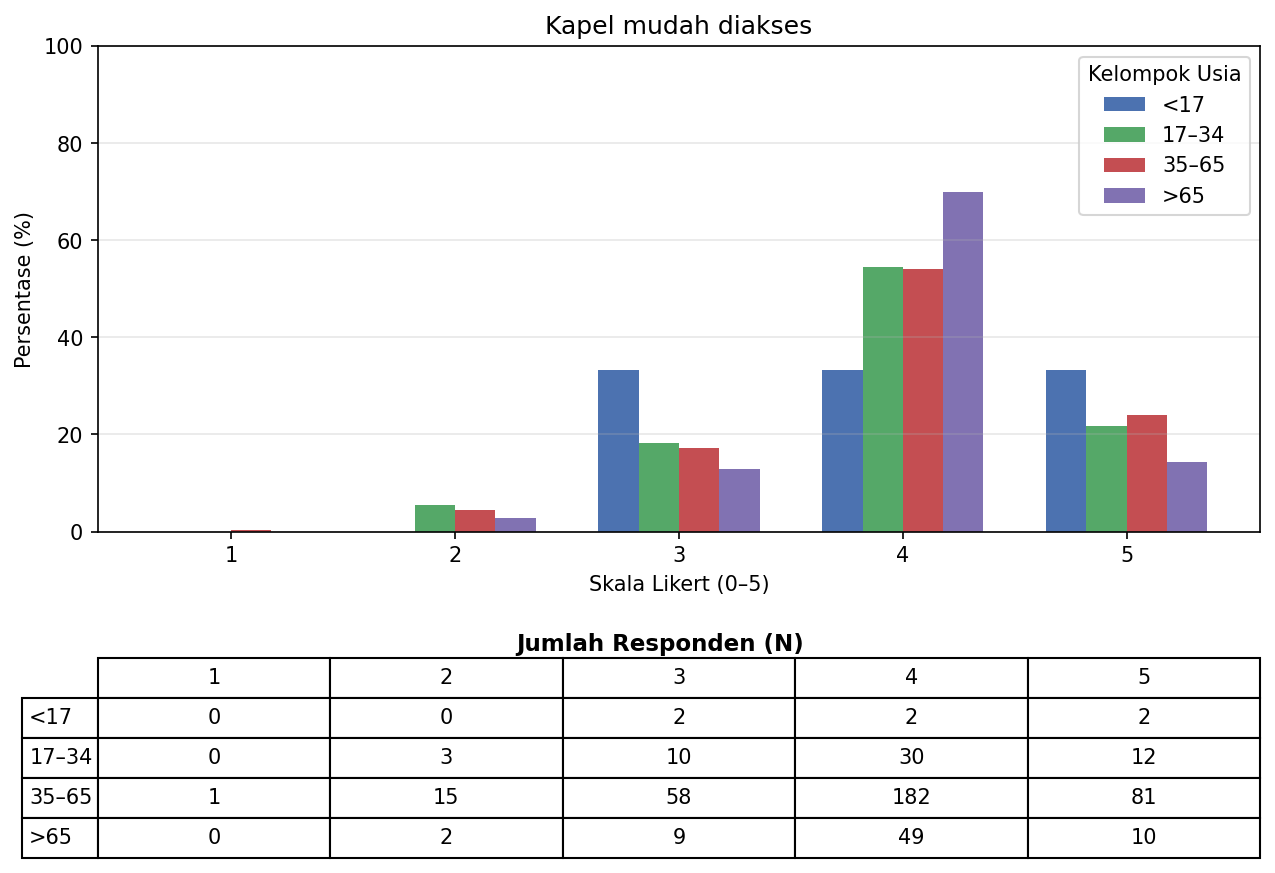 Kapel mudah diakses
100
80
60
40
20
0
Persentase (%)
Kelompok Usia
<17
17–34
35–65
>65
1 2 3 4 5
Skala Likert (0–5)
Jumlah Responden (N)
1 2 3 4 5
<17 0 0 2 2 2
17–34 0 3 10 30 12
35–65 1 15 58 182 81
>65 0 2 9 49 10